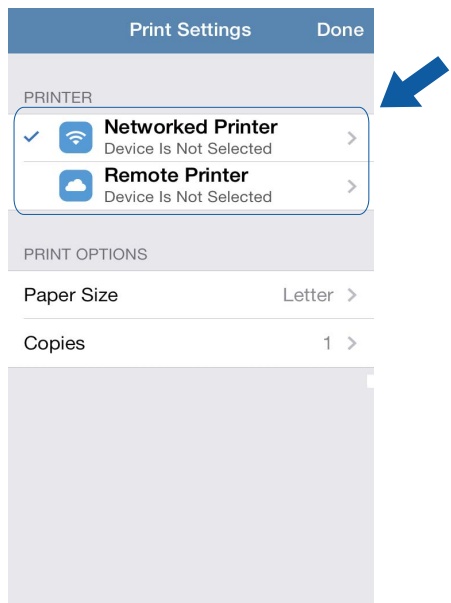 Print Settings Done
PRINTER
Networked Printer
Device Is Not Selected
Remote Printer
Device Is Not Selected
PRINT OPTIONS
Paper Size Letter
Copies 1